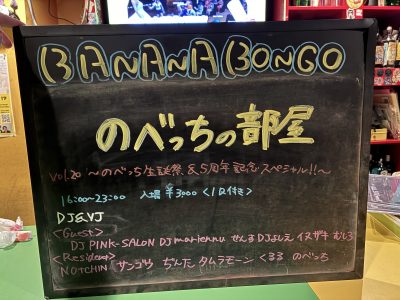 BANANA BONGO
のべっちの部屋
vol.20 〜のべっち生誕祭 & 5周年記念スペシャル!!〜
16:00~23:00 入場 ¥3000 <1D付き>
DJ&VJ
<Guest>
DJ PINK-SALON DJ mariennu せんま DJよしえ イヌザキ むしろ
<Resident>
NOTCHIN' サンゴウ ぢんた タムラモーン くるる のべっち